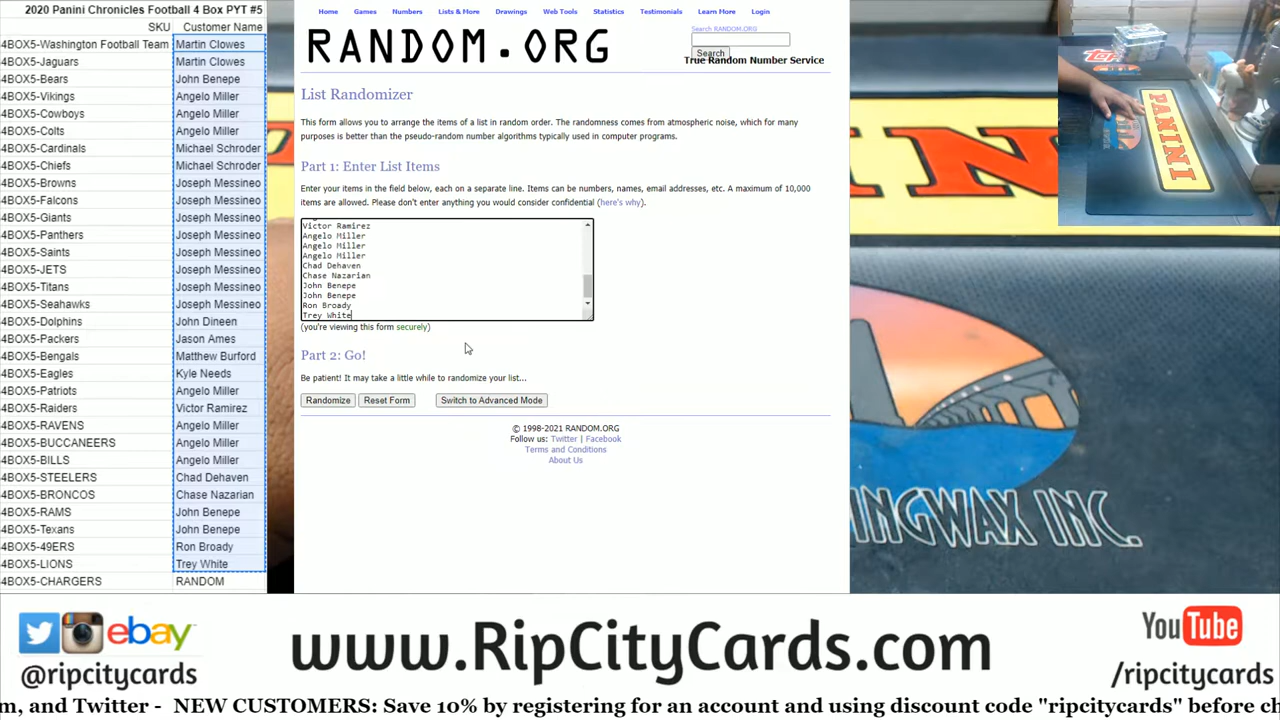 2020 Panini Chronicles Football 4 Box PYT #5
SKU Customer Name
4BOX5-Washington Football Team Martin Clowes
4BOX5-Jaguars Martin Clowes
4BOX5-Bears John Benepe
4BOX5-Vikings Angelo Miller
4BOX5-Cowboys Angelo Miller
4BOX5-Colts Angelo Miller
4BOX5-Cardinals Michael Schroder
4BOX5-Chiefs Michael Schroder
4BOX5-Browns Joseph Messineo
4BOX5-Falcons Joseph Messineo
4BOX5-Giants Joseph Messineo
4BOX5-Panthers Joseph Messineo
4BOX5-Saints Joseph Messineo
4BOX5-JETS Joseph Messineo
4BOX5-Titans Joseph Messineo
4BOX5-Seahawks Joseph Messineo
4BOX5-Dolphins John Dineen
4BOX5-Packers Jason Ames
4BOX5-Bengals Matthew Burford
4BOX5-Eagles Kyle Needs
4BOX5-Patriots Angelo Miller
4BOX5-Raiders Victor Ramirez
4BOX5-RAVENS Angelo Miller
4BOX5-BUCCANEERS Angelo Miller
4BOX5-BILLS Angelo Miller
4BOX5-STEELERS Chad Dehaven
4BOX5-BRONCOS Chase Nazarian
4BOX5-RAMS John Benepe
4BOX5-Texans John Benepe
4BOX5-49ERS Ron Broady
4BOX5-LIONS Trey White
4BOX5-CHARGERS RANDOM
Home Games Numbers Lists & More Drawings Web Tools Statistics Testimonials Learn More Login
RANDOM.ORG
Search RANDOM.ORG
Search
True Random Number Service
List Randomizer
This form allows you to arrange the items of a list in random order. The randomness comes from atmospheric noise, which for many
purposes is better than the pseudo-random number algorithms typically used in computer programs.
Part 1: Enter List Items
Enter your items in the field below, each on a separate line. Items can be numbers, names, email addresses, etc. A maximum of 10,000
items are allowed. Please don't enter anything you would consider confidential (here's why).
Victor Ramirez
Angelo Miller
Angelo Miller
Angelo Miller
Chad Dehaven
Chase Nazarian
John Benepe
John Benepe
Ron Broady
Trey White
(you're viewing this form securely)
Part 2: Go!
Be patient! It may take a little while to randomize your list...
Randomize Reset Form Switch to Advanced Mode
© 1998-2021 RANDOM.ORG
Follow us: Twitter | Facebook
Terms and Conditions
About Us
PANINI
INGWAX INC.
ebay
@ripcitycards
www.RipCityCards.com
YouTube
/ripcitycards
m, and Twitter - NEW CUSTOMERS: Save 10% by registering for an account and using discount code "ripcitycards" before ch